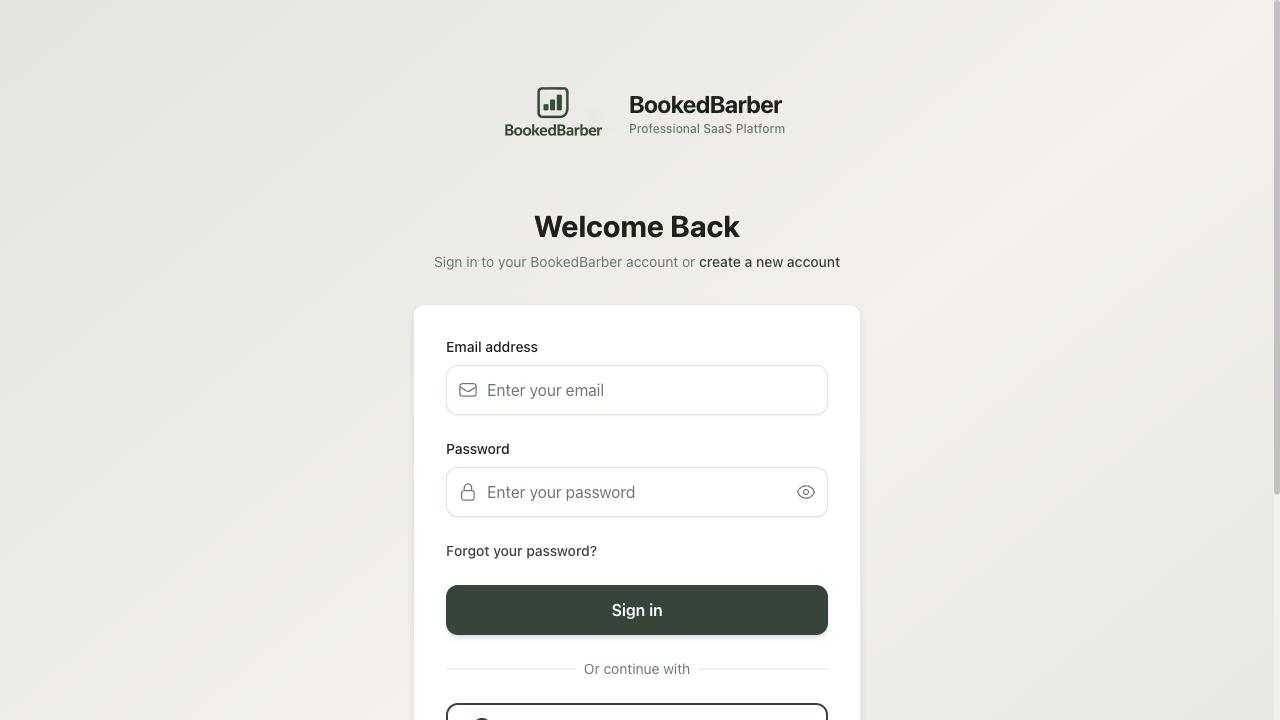 BookedBarber
BookedBarber
Professional SaaS Platform
Welcome Back
Sign in to your BookedBarber account or create a new account
Email address
Enter your email
Password
Enter your password
Forgot your password?
Sign in
Or continue with